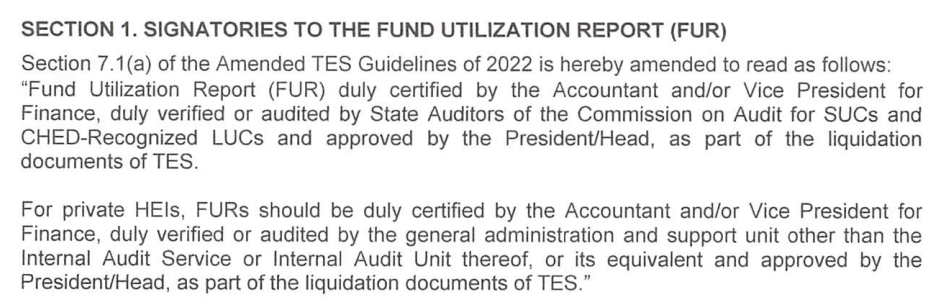 SECTION 1. SIGNATORIES TO THE FUND UTILIZATION REPORT (FUR)
Section 7.1(a) of the Amended TES Guidelines of 2022 is hereby amended to read as follows:
“Fund Utilization Report (FUR) duly certified by the Accountant and/or Vice President for
Finance, duly verified or audited by State Auditors of the Commission on Audit for SUCs and
CHED-Recognized LUCs and approved by the President/Head, as part of the liquidation
documents of TES.
For private HEIs, FURs should be duly certified by the Accountant and/or Vice President for
Finance, duly verified or audited by the general administration and support unit other than the
Internal Audit Service or Internal Audit Unit thereof, or its equivalent and approved by the
President/Head, as part of the liquidation documents of TES.”